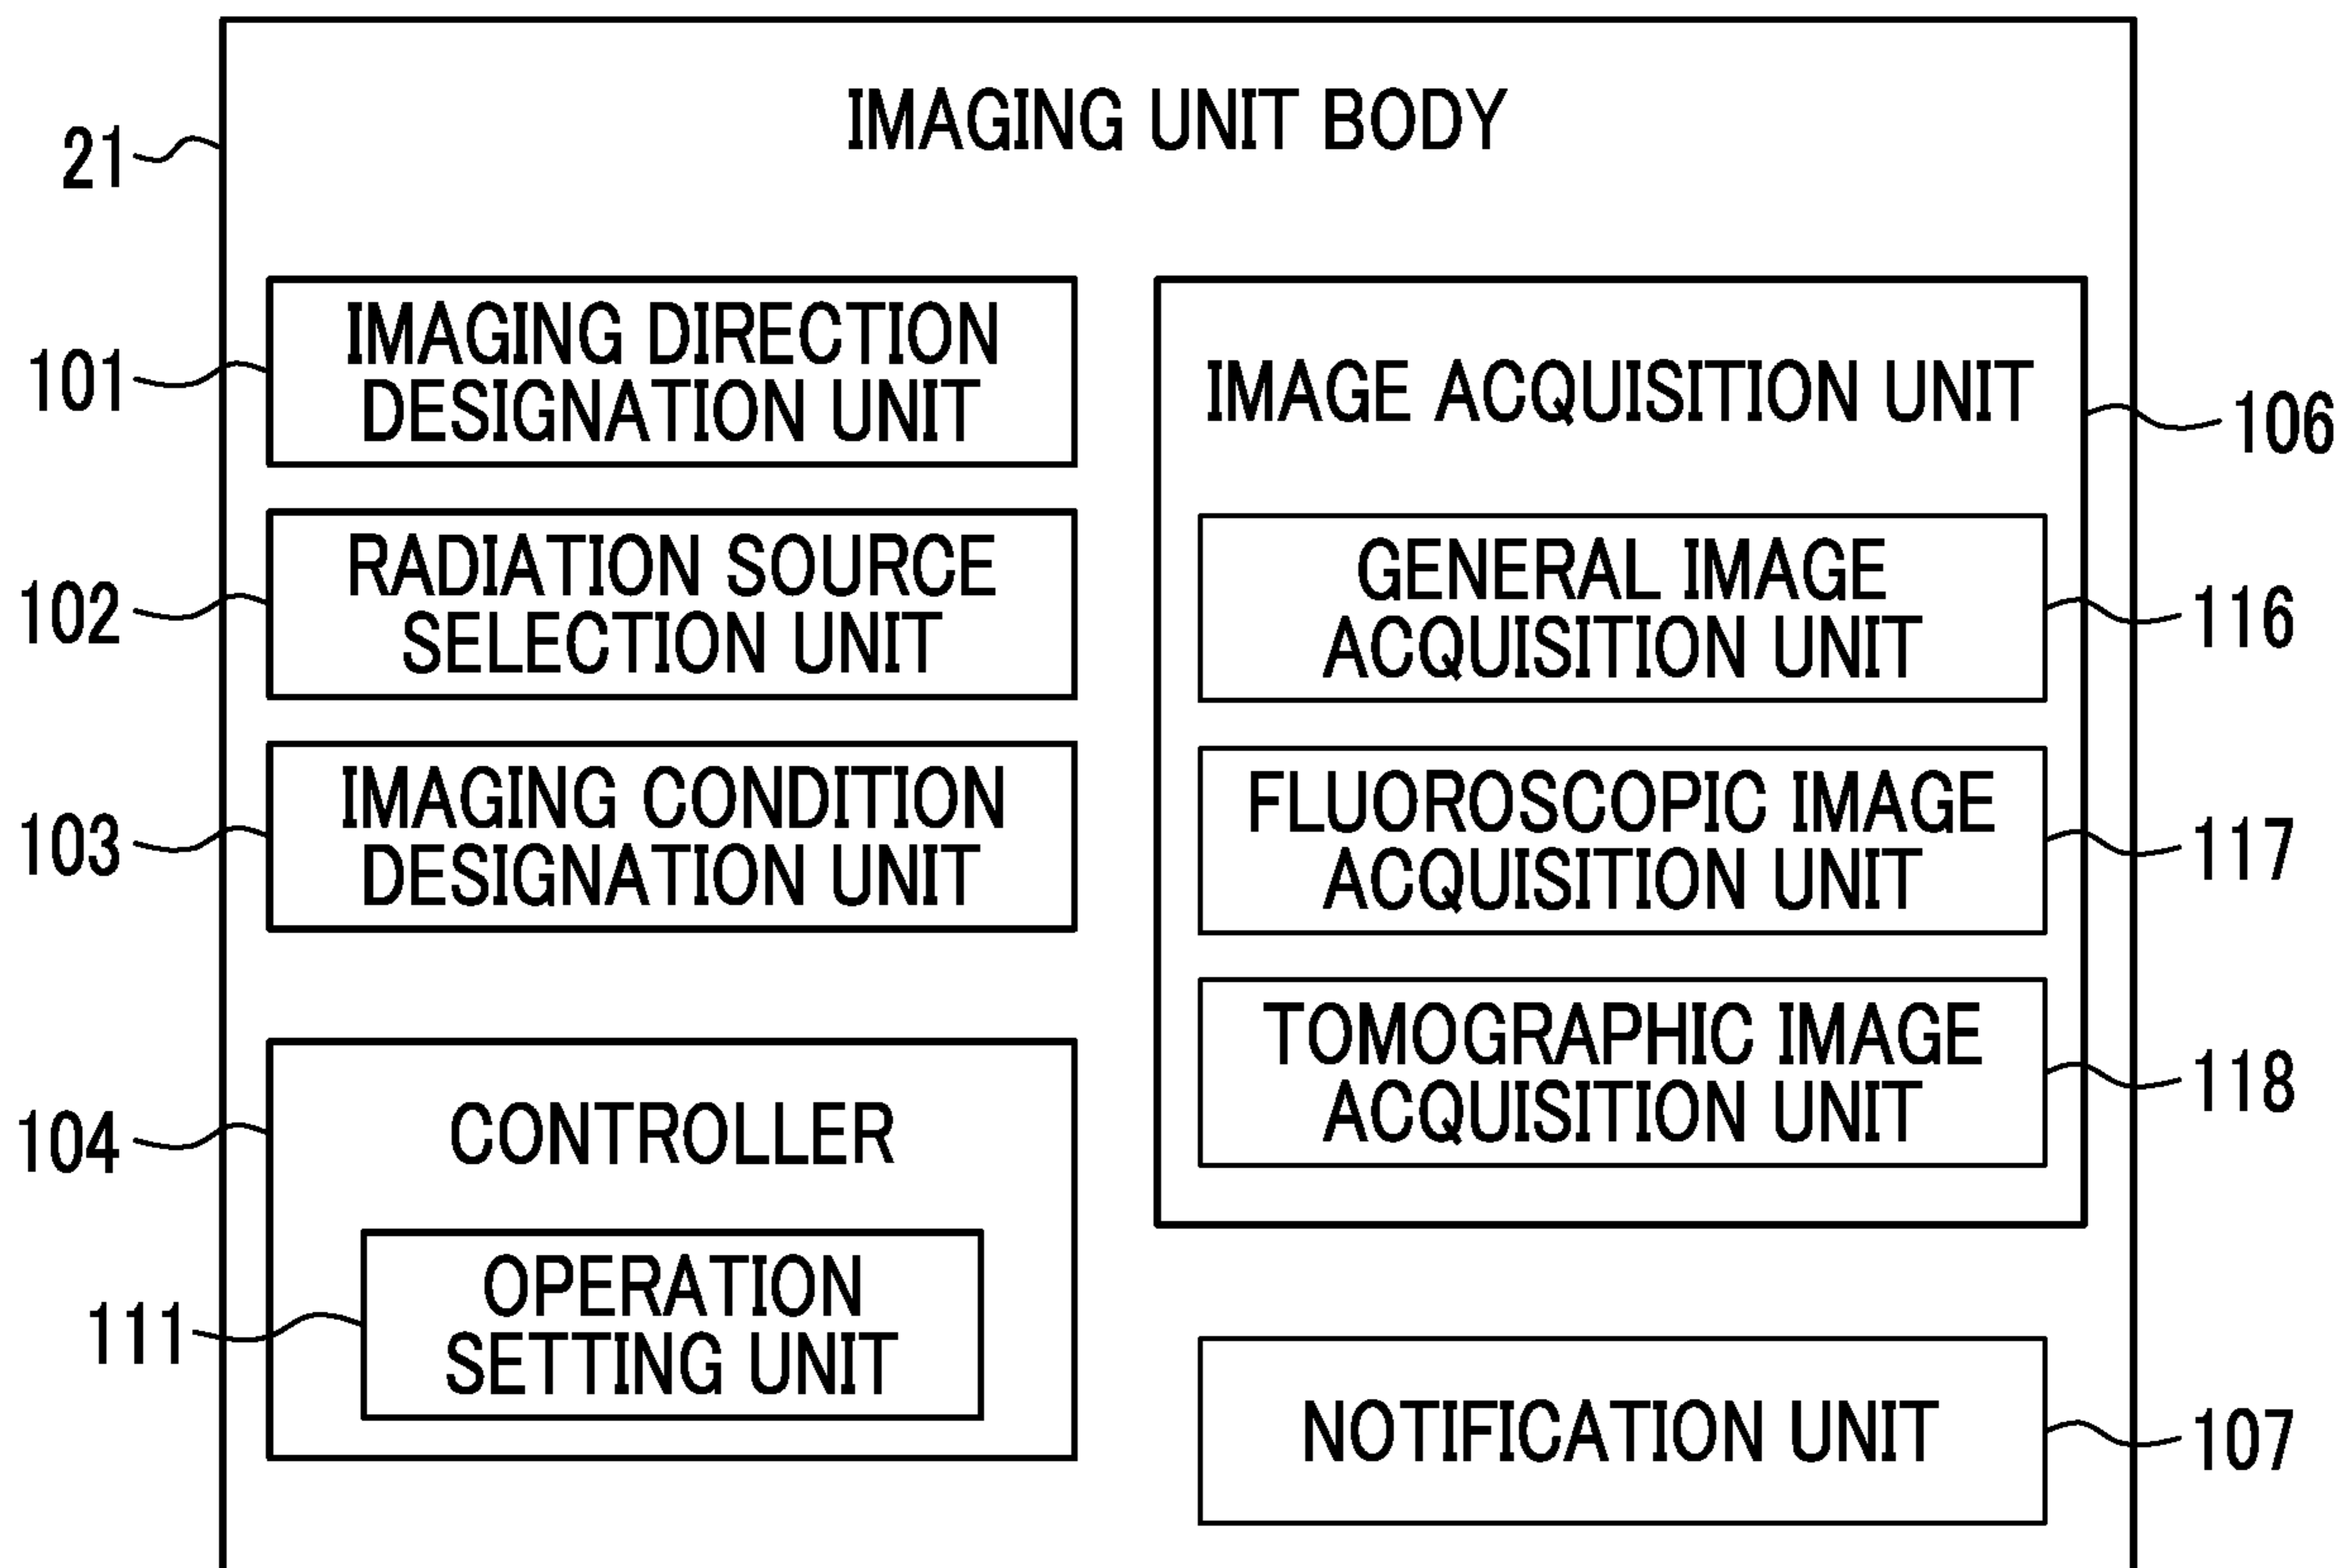 IMAGING UNIT BODY
21
101
IMAGING DIRECTION
DESIGNATION UNIT
102
RADIATION SOURCE
SELECTION UNIT
103
IMAGING CONDITION
DESIGNATION UNIT
104
CONTROLLER
111
OPERATION
SETTING UNIT
IMAGE ACQUISITION UNIT
106
GENERAL IMAGE
ACQUISITION UNIT
116
FLUOROSCOPIC IMAGE
ACQUISITION UNIT
117
TOMOGRAPHIC IMAGE
ACQUISITION UNIT
118
NOTIFICATION UNIT
107